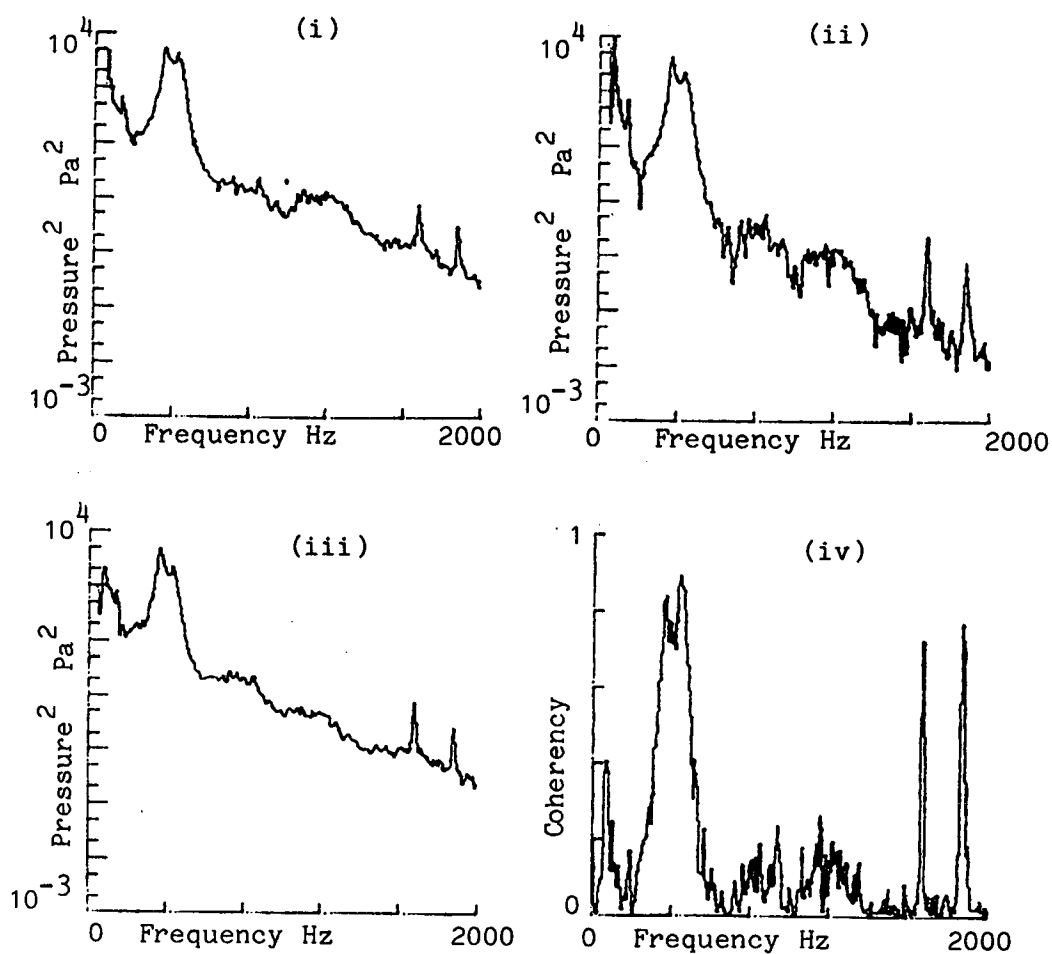 (i)
10⁴
Pressure² Pa²
10⁻³
0
Frequency Hz
2000
(ii)
10⁴
Pressure² Pa²
10⁻³
0
Frequency Hz
2000
(iii)
10⁴
Pressure² Pa²
10⁻³
0
Frequency Hz
2000
(iv)
1
Coherency
0
0
Frequency Hz
2000